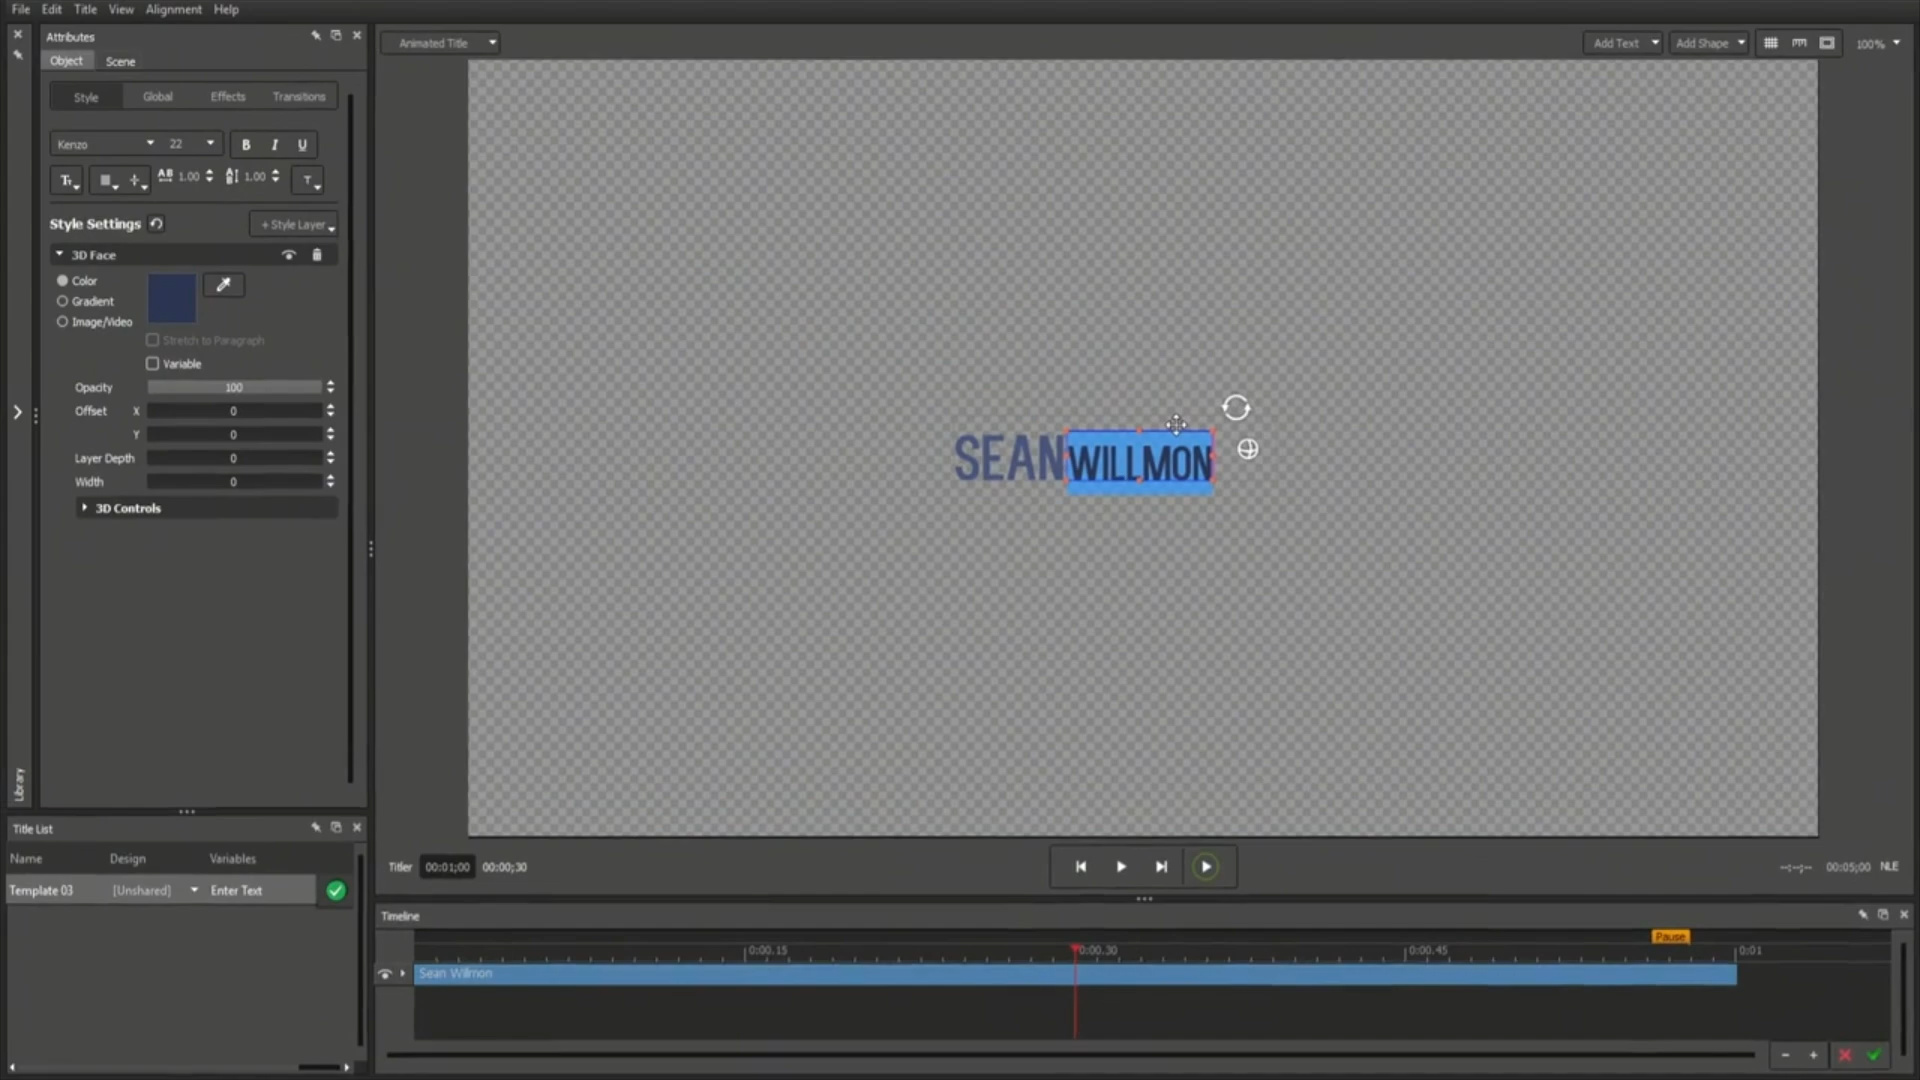 File Edit Title View Alignment Help
Attributes
Object Scene
Style Global Effects Transitions
Kenzo 22 B I U
AB 1.00 1.00 T
Style Settings + Style Layer
3D Face
Color
Gradient
Image/Video
Stretch to Paragraph
Variable
Opacity 100
Offset X 0
Y 0
Layer Depth 0
Width 0
3D Controls
Library
Animated Title Add Text Add Shape 100%
SEAN WILLMON
Title List
Name Design Variables
Template 03 [Unshared] Enter Text
Titler 00:01;00 00:00;30 --:--;-- 00:05;00 NLE
Timeline
Pause
0:00.15 0:00.30 0:00.45 0:01
Sean Willmon